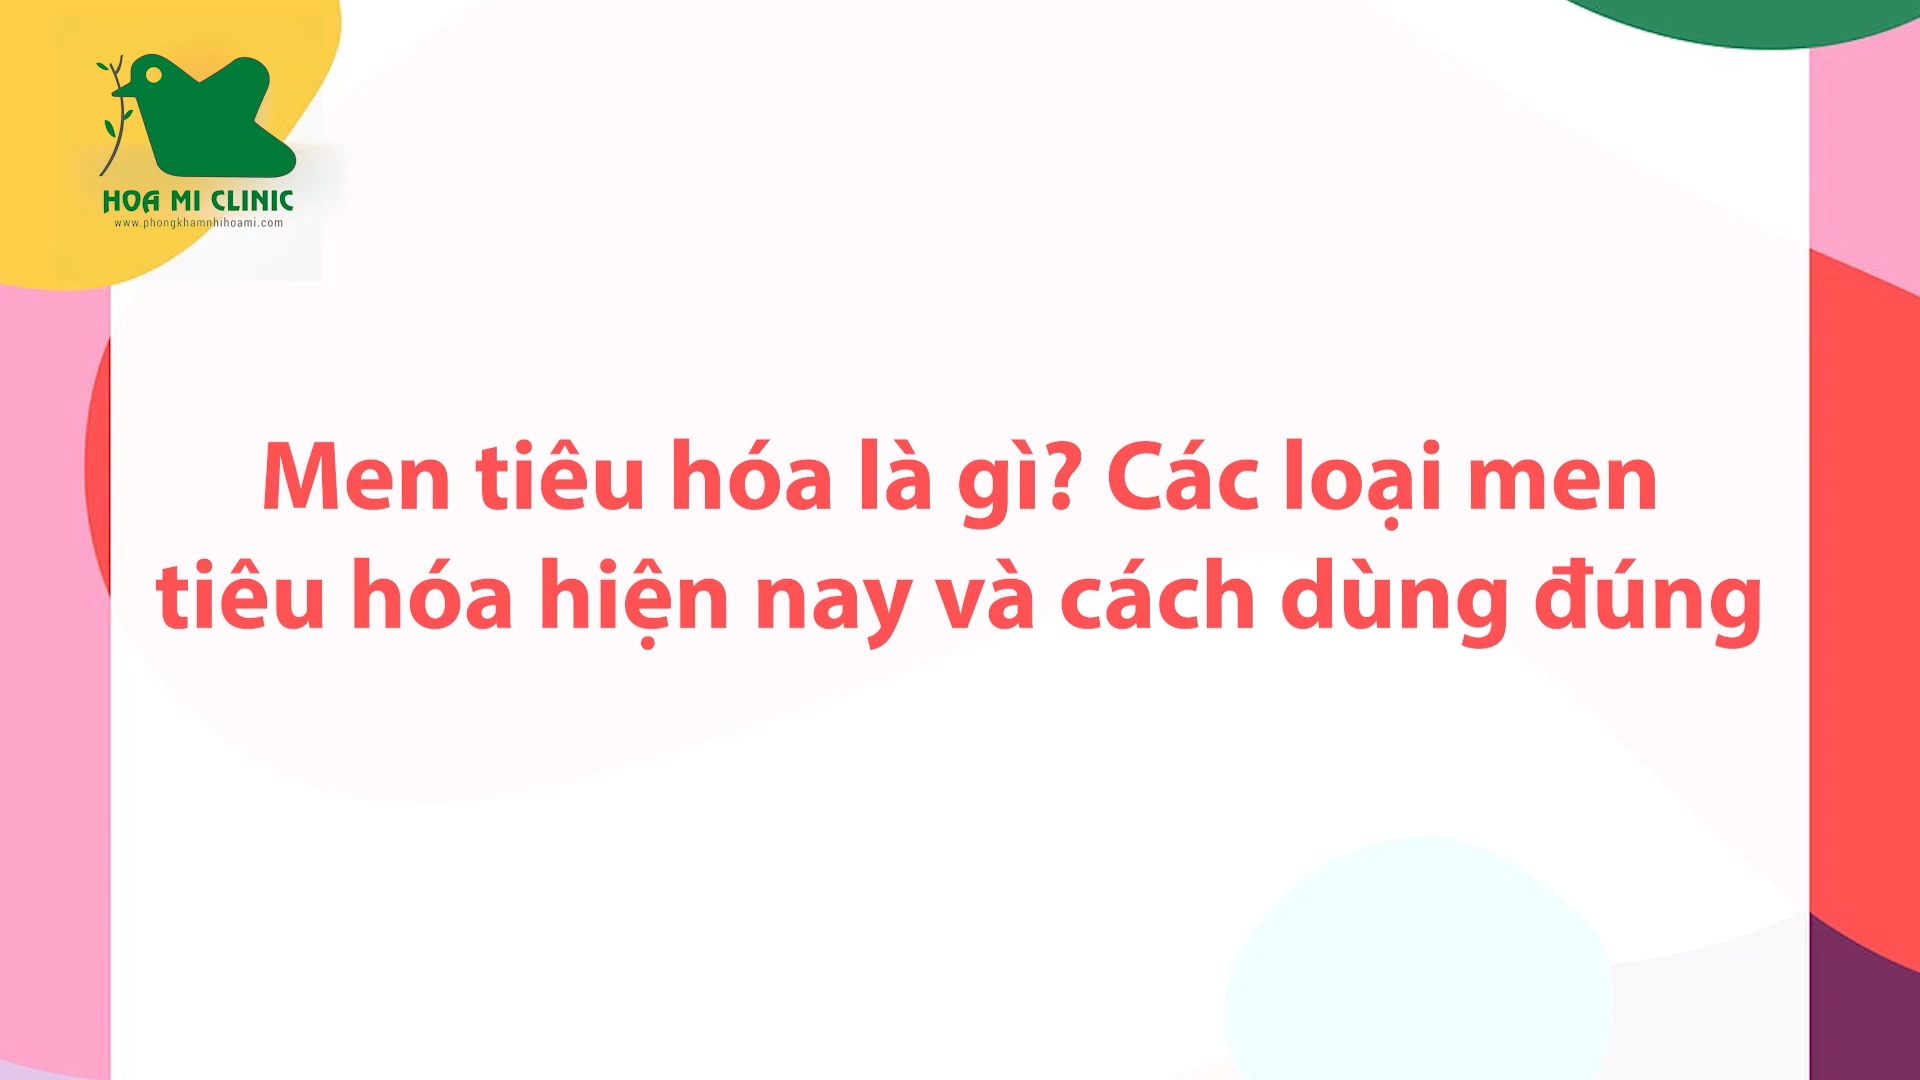 HOA MI CLINIC
www.phongkhamnhihoami.com
Men tiêu hóa là gì? Các loại men
tiêu hóa hiện nay và cách dùng đúng